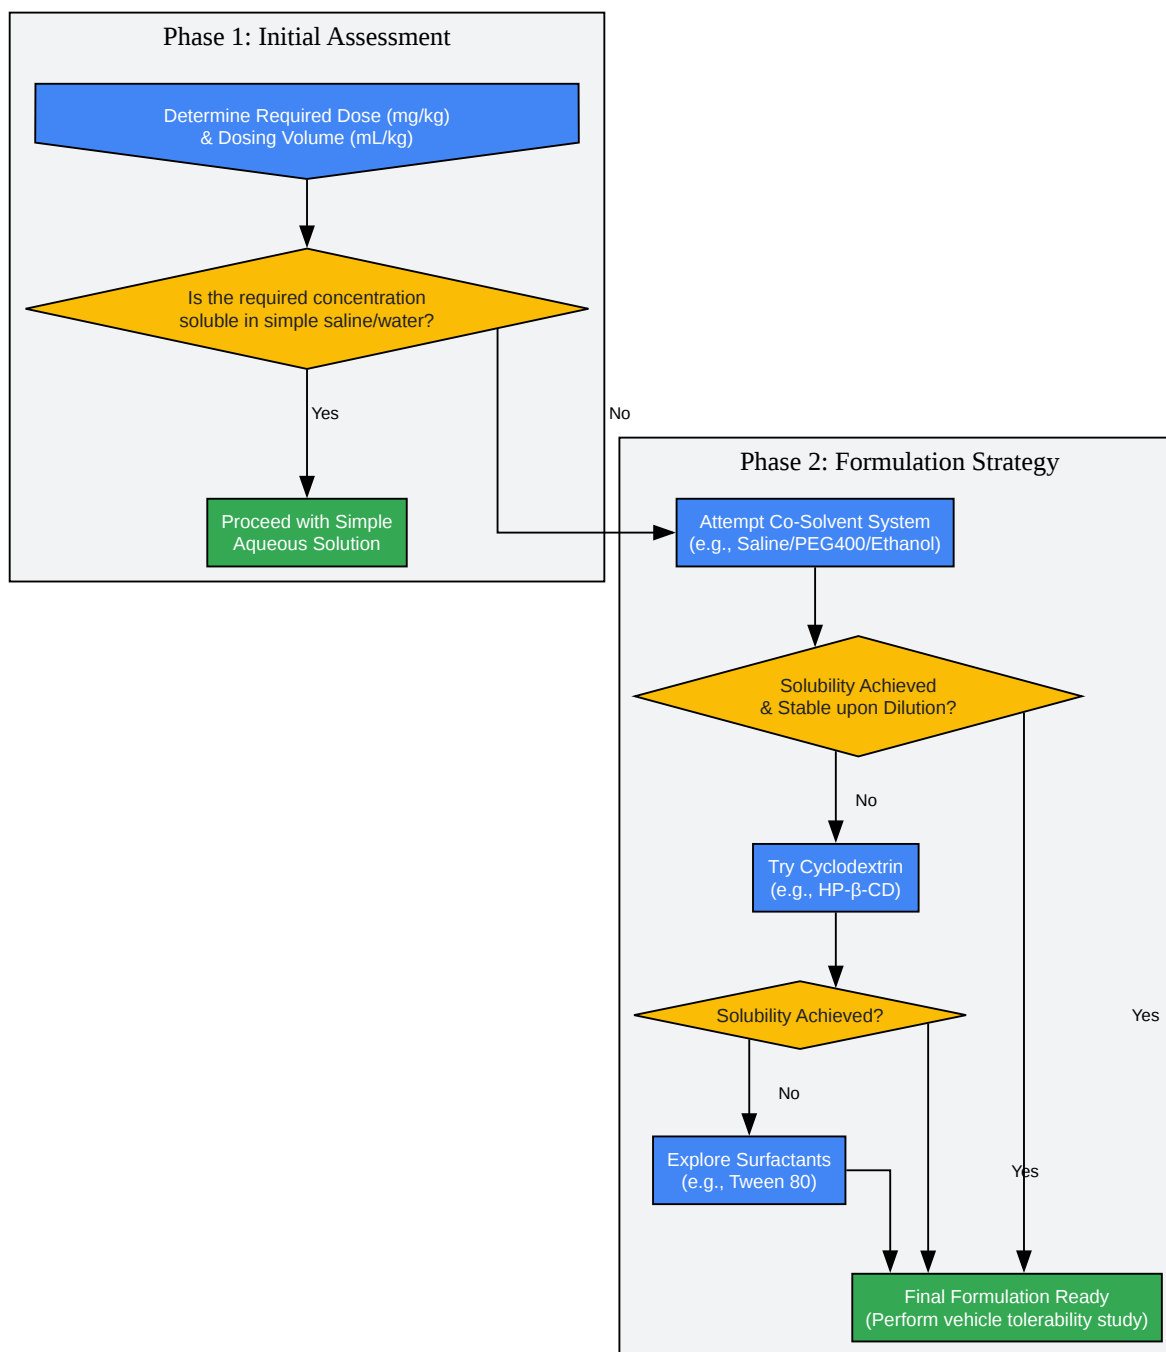 Phase 1: Initial Assessment
Determine Required Dose (mg/kg)
& Dosing Volume (mL/kg)
Is the required concentration
soluble in simple saline/water?
Yes
No
Proceed with Simple
Aqueous Solution
Phase 2: Formulation Strategy
Attempt Co-Solvent System
(e.g., Saline/PEG400/Ethanol)
Solubility Achieved
& Stable upon Dilution?
No
Try Cyclodextrin
(e.g., HP-β-CD)
Solubility Achieved?
Yes
No
Explore Surfactants
(e.g., Tween 80)
Yes
Final Formulation Ready
(Perform vehicle tolerability study)